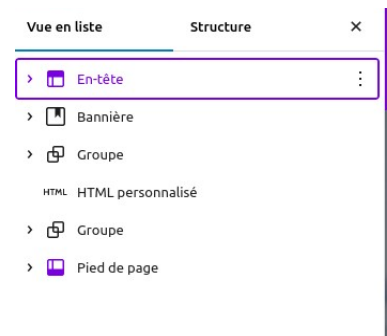 Vue en liste Structure
En-tête
Bannière
Groupe
HTML HTML personnalisé
Groupe
Pied de page